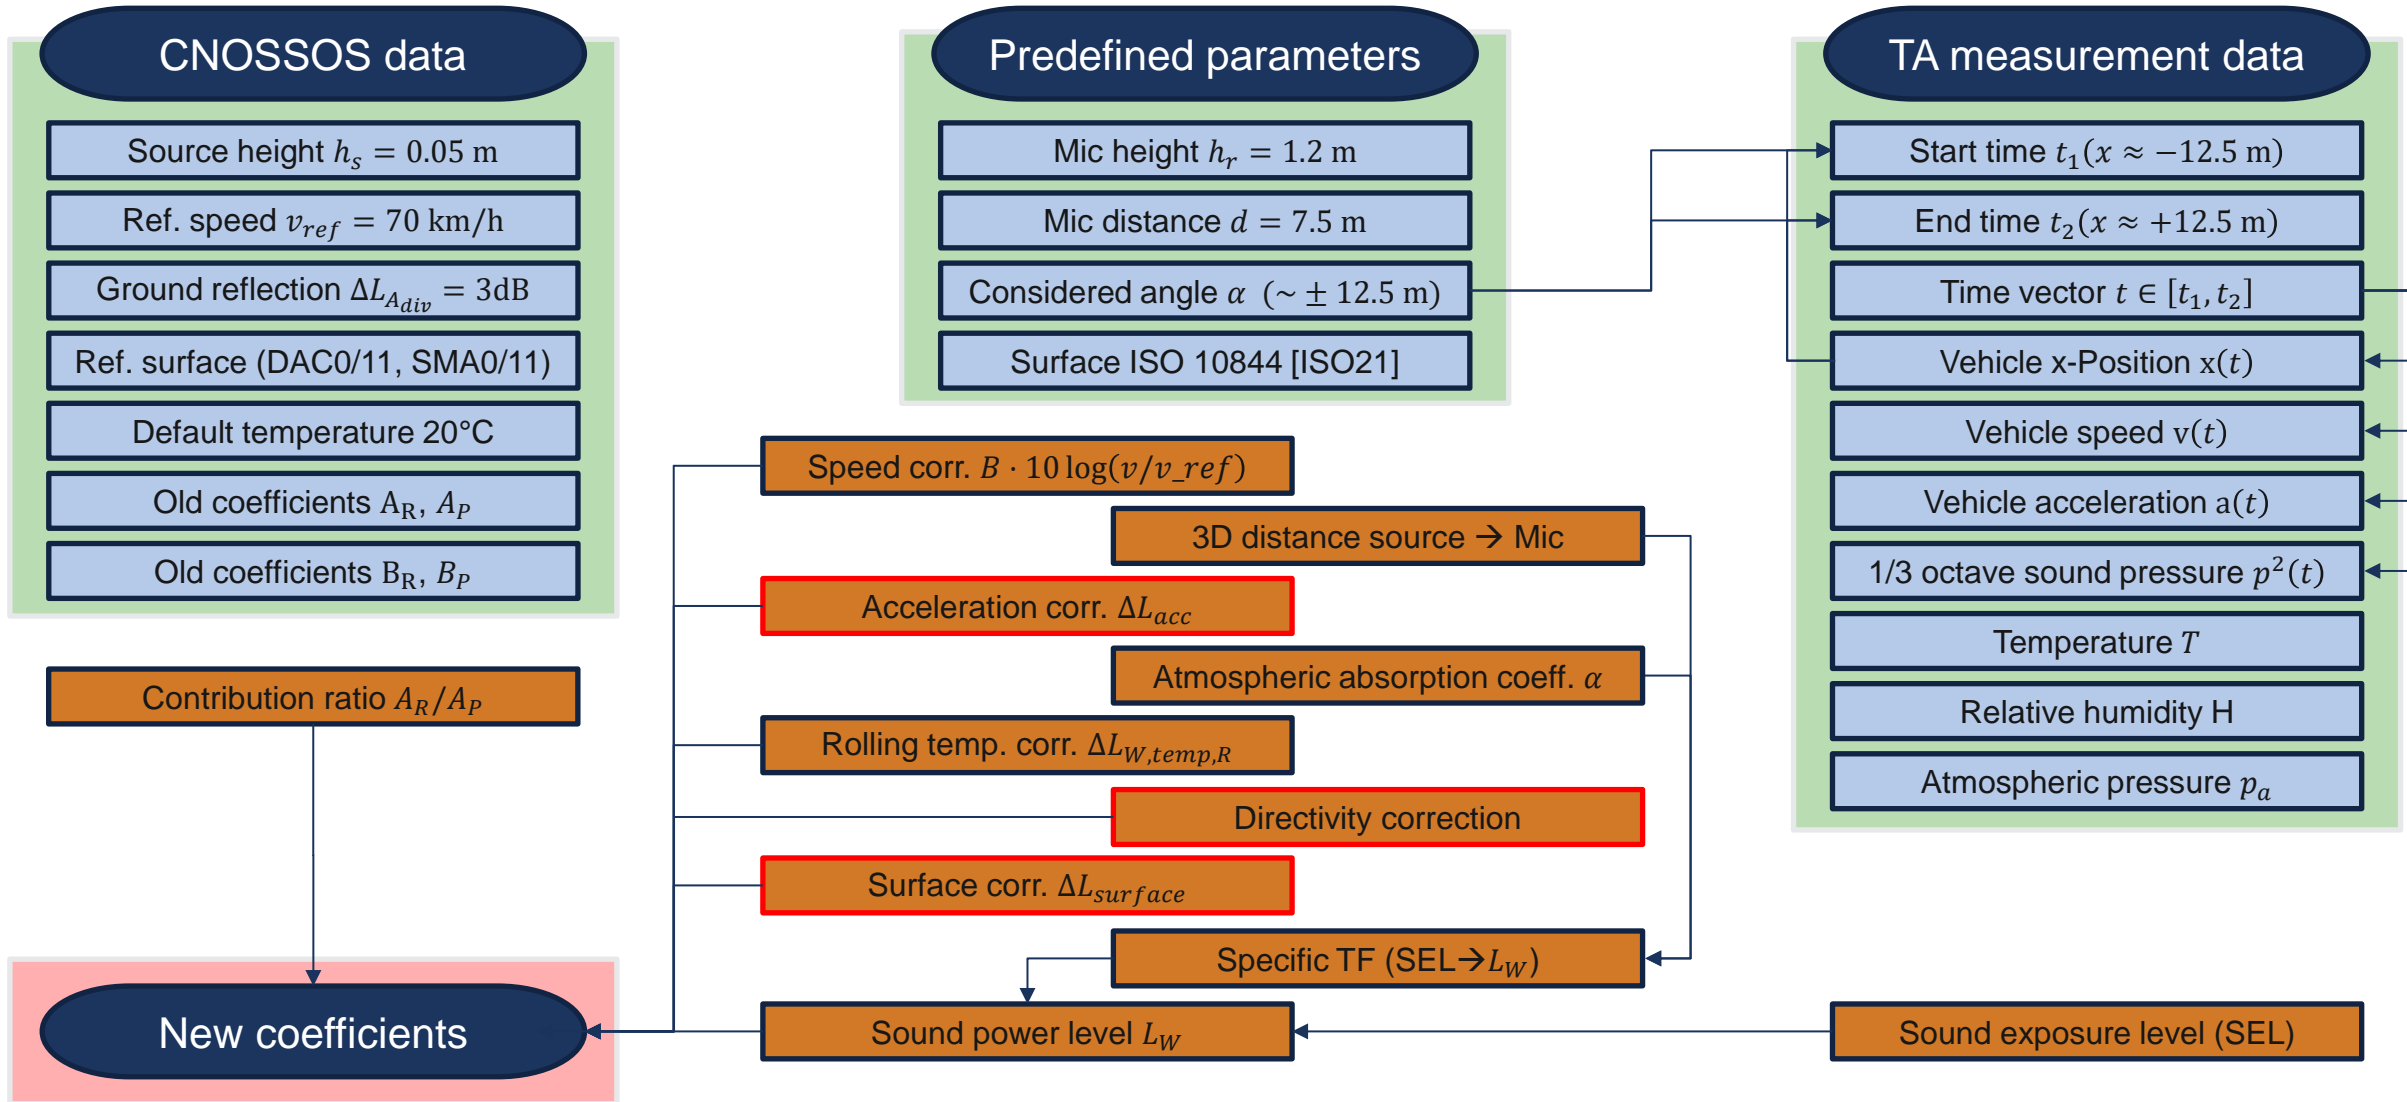 CNOSSOS data
Source height hₛ = 0.05 m
Ref. speed v_ref = 70 km/h
Ground reflection ΔL_A_div = 3dB
Ref. surface (DAC0/11, SMA0/11)
Default temperature 20°C
Old coefficients A_R, A_P
Old coefficients B_R, B_P
Contribution ratio A_R/A_P
New coefficients
Predefined parameters
Mic height h_r = 1.2 m
Mic distance d = 7.5 m
Considered angle α (~ ± 12.5 m)
Surface ISO 10844 [ISO21]
Speed corr. B · 10 log(v/v_ref)
3D distance source → Mic
Acceleration corr. ΔL_acc
Atmospheric absorption coeff. α
Rolling temp. corr. ΔL_W,temp,R
Directivity correction
Surface corr. ΔL_surface
Specific TF (SEL→L_W)
Sound power level L_W
TA measurement data
Start time t₁(x ≈ −12.5 m)
End time t₂(x ≈ +12.5 m)
Time vector t ∈ [t₁, t₂]
Vehicle x-Position x(t)
Vehicle speed v(t)
Vehicle acceleration a(t)
1/3 octave sound pressure p²(t)
Temperature T
Relative humidity H
Atmospheric pressure p_a
Sound exposure level (SEL)